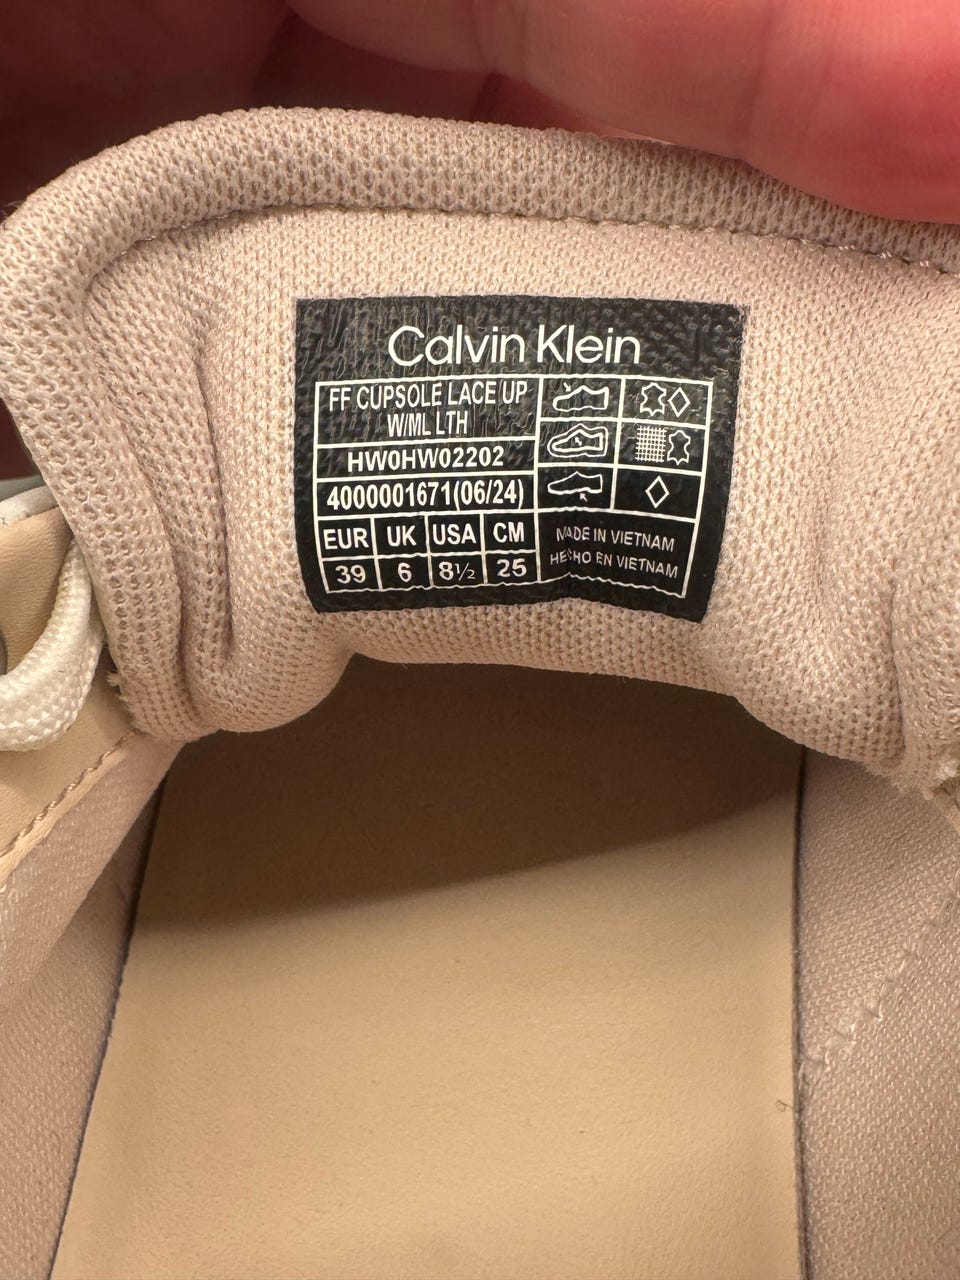 Calvin Klein
FF CUPSOLE LACE UP
W/ML LTH
HW0HW02202
4000001671(06/24)
EUR UK USA CM
39 6 8½ 25
MADE IN VIETNAM
HECHO EN VIETNAM